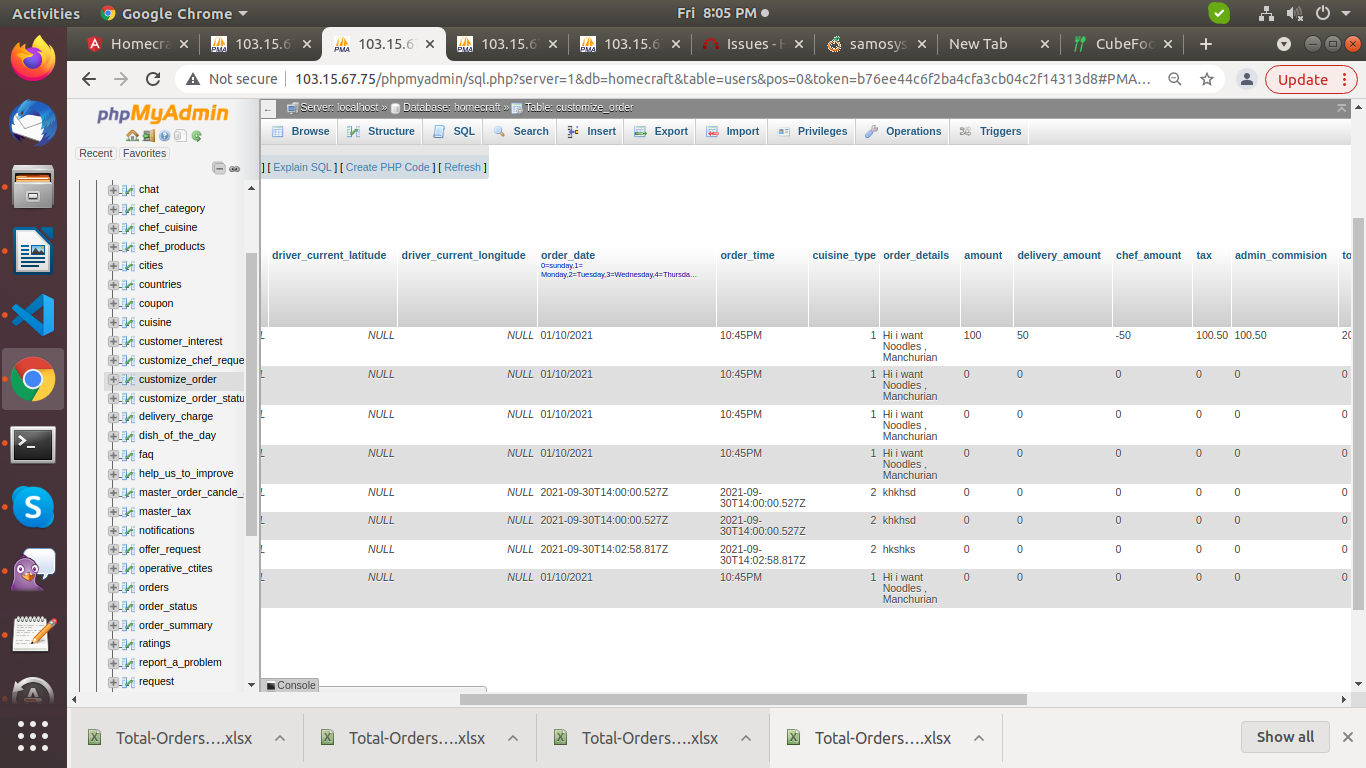 Activities
Google Chrome
Fri 8:05 PM
Homecra
103.15.6
103.15.6
103.15.6
103.15.6
Issues - H
samosys
New Tab
CubeFoo
Not secure
103.15.67.75/phpmyadmin/sql.php?server=1&db=homecraft&table=users&pos=0&token=b76ee44c6f2ba4cfa3cb04c2f14313d8#PMA...
Update
phpMyAdmin
Recent Favorites
chat
chef_category
chef_cuisine
chef_products
cities
countries
coupon
cuisine
customer_interest
customize_chef_reque
customize_order
customize_order_statu
delivery_charge
dish_of_the_day
faq
help_us_to_improve
master_order_cancle_
master_tax
notifications
offer_request
operative_ctites
orders
order_status
order_summary
ratings
report_a_problem
request
Server: localhost » Database: homecraft » Table: customize_order
Browse Structure SQL Search Insert Export Import Privileges Operations Triggers
] [ Explain SQL ] [ Create PHP Code ] [ Refresh ]
driver_current_latitude driver_current_longitude order_date order_time cuisine_type order_details amount delivery_amount chef_amount tax admin_commision to
0=sunday,1=
Monday,2=Tuesday,3=Wednesday,4=Thursda...
L NULL NULL 01/10/2021 10:45PM 1 Hi i want 100 50 -50 100.50 100.50 20
Noodles ,
Manchurian
L NULL NULL 01/10/2021 10:45PM 1 Hi i want 0 0 0 0 0 0
Noodles ,
Manchurian
L NULL NULL 01/10/2021 10:45PM 1 Hi i want 0 0 0 0 0 0
Noodles ,
Manchurian
L NULL NULL 01/10/2021 10:45PM 1 Hi i want 0 0 0 0 0 0
Noodles ,
Manchurian
L NULL NULL 2021-09-30T14:00:00.527Z 2021-09- 2 khkhsd 0 0 0 0 0 0
30T14:00:00.527Z
L NULL NULL 2021-09-30T14:00:00.527Z 2021-09- 2 khkhsd 0 0 0 0 0 0
30T14:00:00.527Z
L NULL NULL 2021-09-30T14:02:58.817Z 2021-09- 2 hkshks 0 0 0 0 0 0
30T14:02:58.817Z
L NULL NULL 01/10/2021 10:45PM 1 Hi i want 0 0 0 0 0 0
Noodles ,
Manchurian
Console
Total-Orders....xlsx
Total-Orders....xlsx
Total-Orders....xlsx
Total-Orders....xlsx
Show all